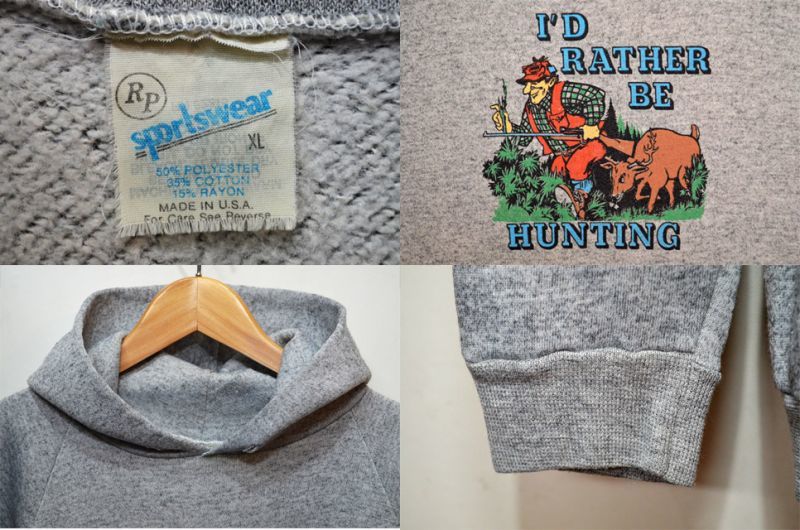 RP
sportswear
XL
50% POLYESTER
35% COTTON
15% RAYON
MADE IN U.S.A.
For Care See Reverse
I'D
RATHER
BE
HUNTING